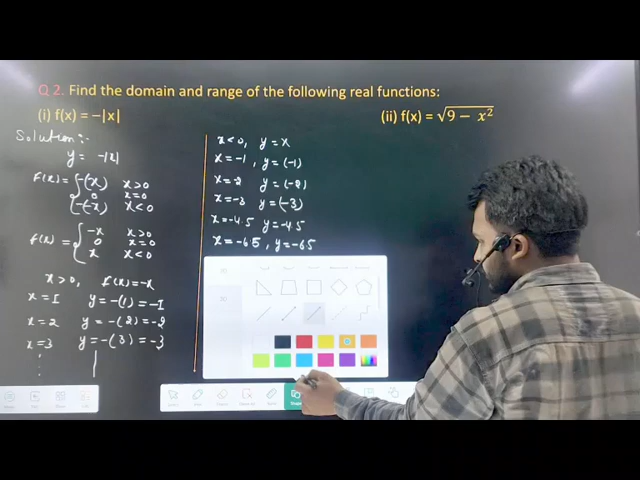 Q 2. Find the domain and range of the following real functions:
(i) f(x) = −|x|
(ii) f(x) = √(9 − x²)
Solution:-
y = -|x|
f(x) = { -(x) x > 0
0 x = 0
-(-x) x < 0
f(x) = { -x x > 0
0 x = 0
x x < 0
x > 0, f(x) = -x
x = 1 y = -(1) = -1
x = 2 y = -(2) = -2
x = 3 y = -(3) = -3
x < 0, y = x
x = -1, y = (-1)
x = -2 y = (-2)
x = -3 y = (-3)
x = -4.5 y = -4.5
x = -6.5, y = -6.5